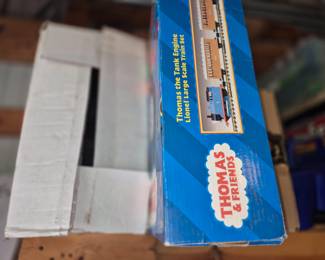 Thomas the Tank Engine
Lionel Large Scale Train Set
THOMAS
& FRIENDS